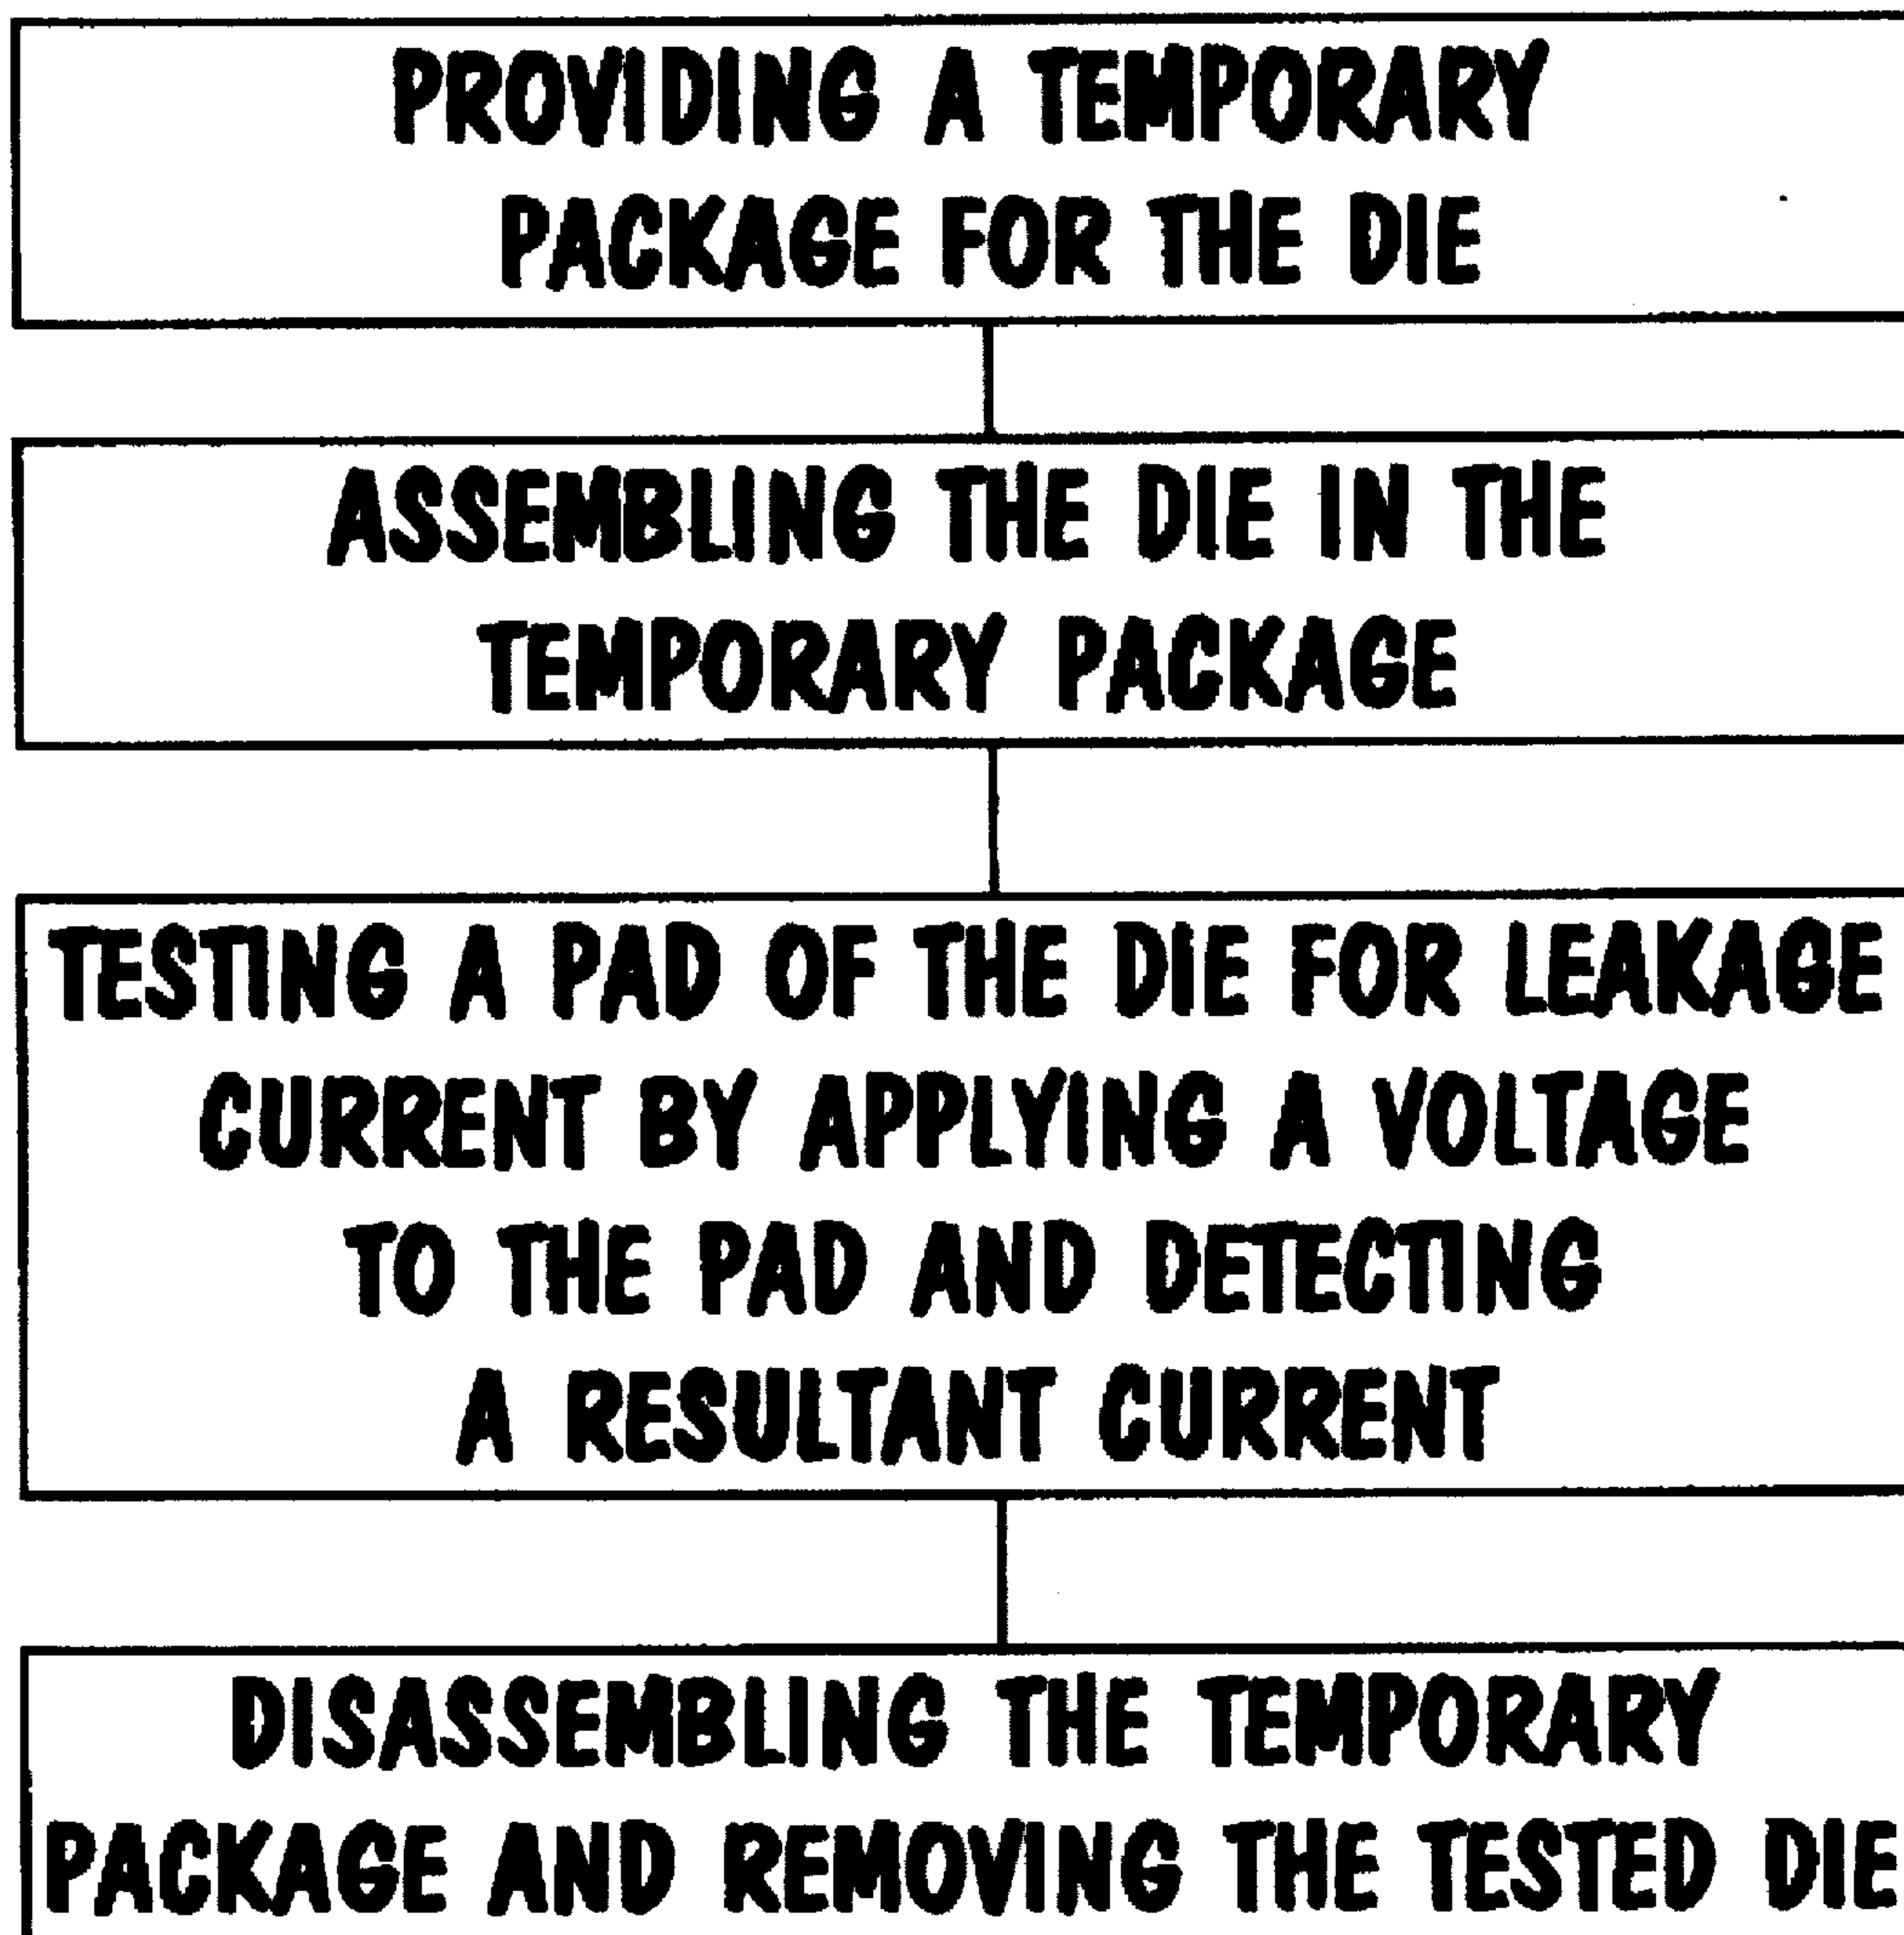 PROVIDING A TEMPORARY
PACKAGE FOR THE DIE
ASSEMBLING THE DIE IN THE
TEMPORARY PACKAGE
TESTING A PAD OF THE DIE FOR LEAKAGE
CURRENT BY APPLYING A VOLTAGE
TO THE PAD AND DETECTING
A RESULTANT CURRENT
DISASSEMBLING THE TEMPORARY
PACKAGE AND REMOVING THE TESTED DIE